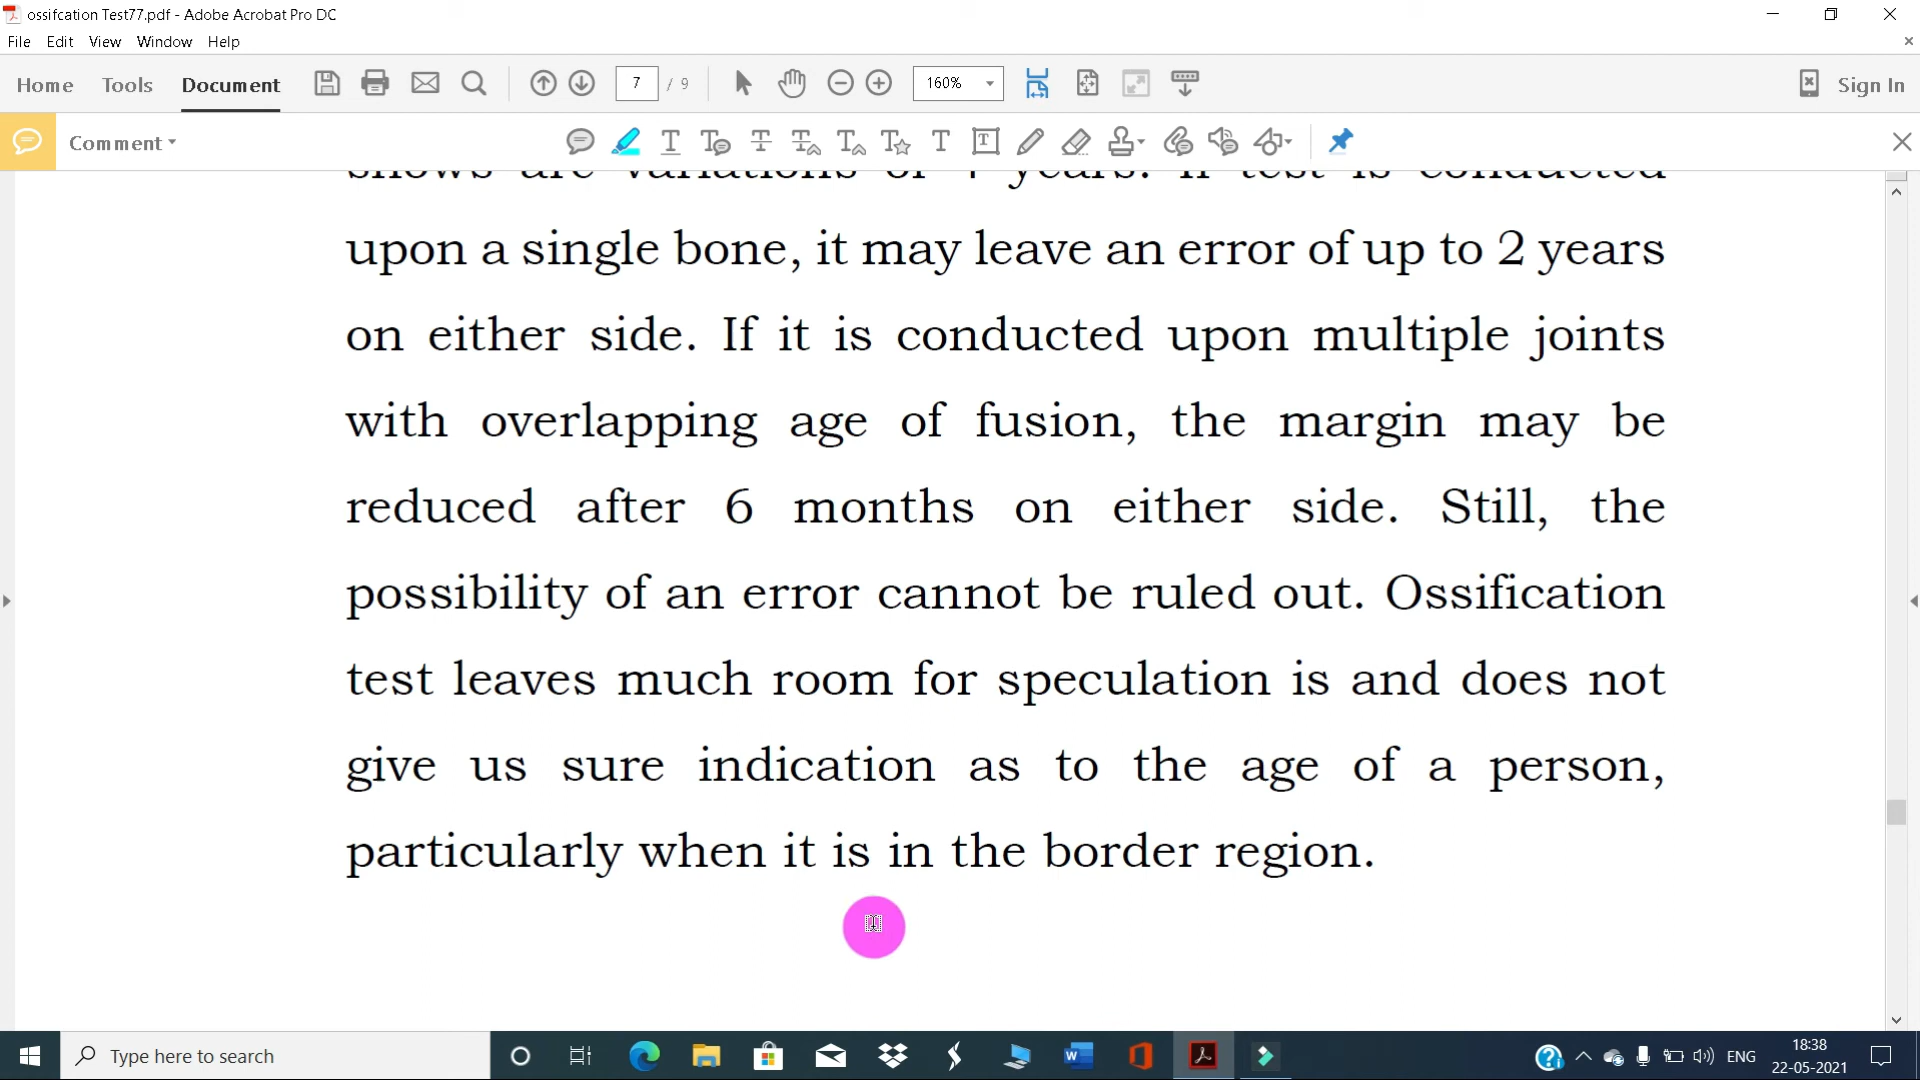 ossifcation Test77.pdf - Adobe Acrobat Pro DC
File Edit View Window Help
Home Tools Document 7 / 9 160% Sign In
Comment
shows are variations of 4 years. If test is conducted
upon a single bone, it may leave an error of up to 2 years
on either side. If it is conducted upon multiple joints
with overlapping age of fusion, the margin may be
reduced after 6 months on either side. Still, the
possibility of an error cannot be ruled out. Ossification
test leaves much room for speculation is and does not
give us sure indication as to the age of a person,
particularly when it is in the border region.
Type here to search
ENG
18:38
22-05-2021